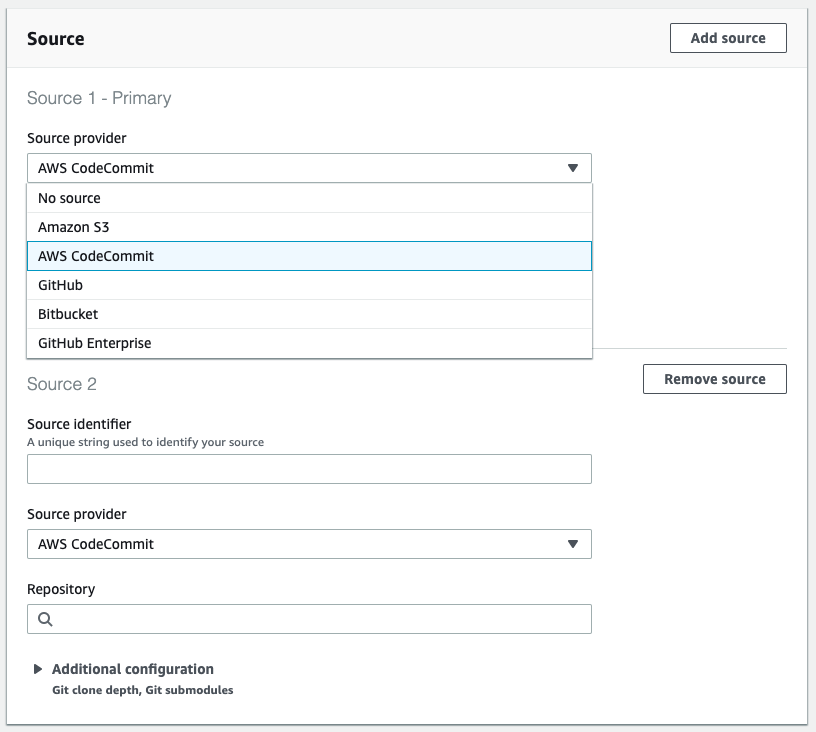 Source
Add source
Source 1 - Primary
Source provider
AWS CodeCommit
No source
Amazon S3
AWS CodeCommit
GitHub
Bitbucket
GitHub Enterprise
Source 2
Remove source
Source identifier
A unique string used to identify your source
Source provider
AWS CodeCommit
Repository
Additional configuration
Git clone depth, Git submodules